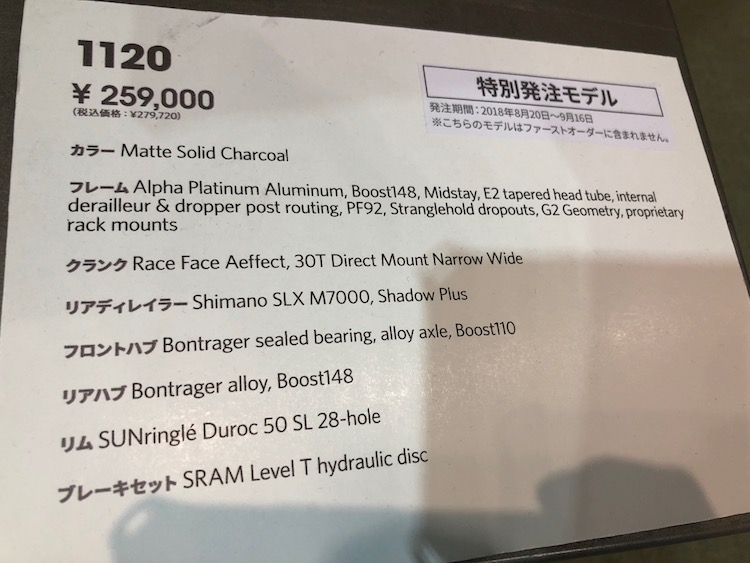 1120
¥ 259,000
(税込価格:¥279,720)
特別発注モデル
発注期間:2018年8月20日~9月16日
※こちらのモデルはファーストオーダーに含まれません。
カラー Matte Solid Charcoal
フレーム Alpha Platinum Aluminum, Boost148, Midstay, E2 tapered head tube, internal
derailleur & dropper post routing, PF92, Stranglehold dropouts, G2 Geometry, proprietary
rack mounts
クランク Race Face Aeffect, 30T Direct Mount Narrow Wide
リアディレイラー Shimano SLX M7000, Shadow Plus
フロントハブ Bontrager sealed bearing, alloy axle, Boost110
リアハブ Bontrager alloy, Boost148
リム SUNringlé Duroc 50 SL 28-hole
ブレーキセット SRAM Level T hydraulic disc